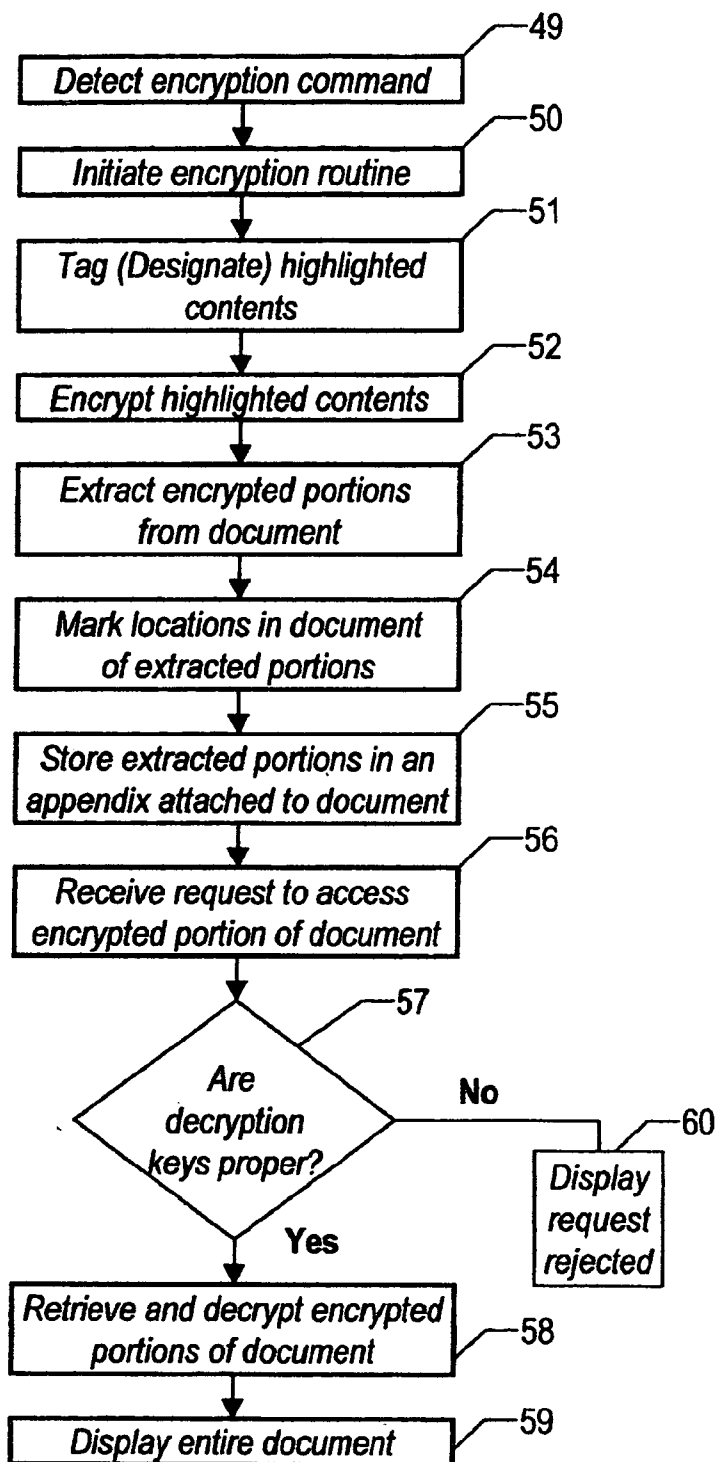 49
Detect encryption command
50
Initiate encryption routine
51
Tag (Designate) highlighted
contents
52
Encrypt highlighted contents
53
Extract encrypted portions
from document
54
Mark locations in document
of extracted portions
55
Store extracted portions in an
appendix attached to document
56
Receive request to access
encrypted portion of document
57
Are
decryption
keys proper?
No
60
Display
request
rejected
Yes
Retrieve and decrypt encrypted
portions of document
58
59
Display entire document